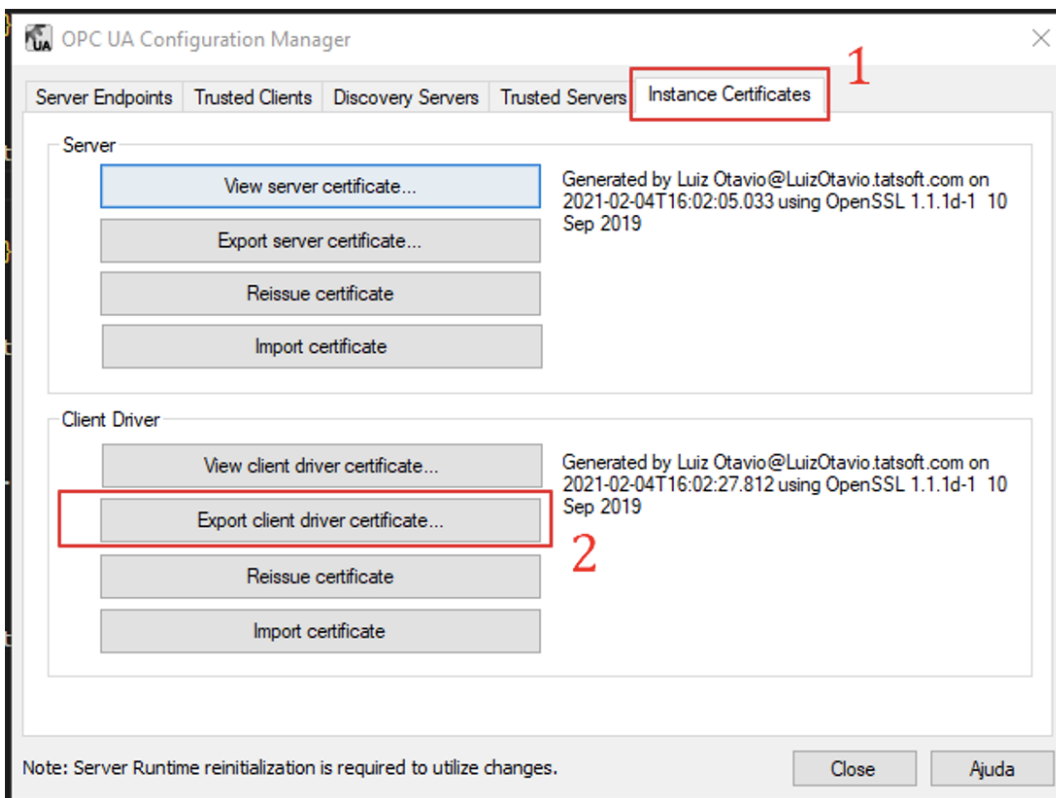 OPC UA Configuration Manager
1
Server Endpoints Trusted Clients Discovery Servers Trusted Servers Instance Certificates
Server
View server certificate...
Generated by Luiz Otavio@LuizOtavio.tatsoft.com on
2021-02-04T16:02:05.033 using OpenSSL 1.1.1d-1 10
Sep 2019
Export server certificate...
Reissue certificate
Import certificate
Client Driver
View client driver certificate...
Generated by Luiz Otavio@LuizOtavio.tatsoft.com on
2021-02-04T16:02:27.812 using OpenSSL 1.1.1d-1 10
Sep 2019
Export client driver certificate...
2
Reissue certificate
Import certificate
Note: Server Runtime reinitialization is required to utilize changes.
Close
Ajuda